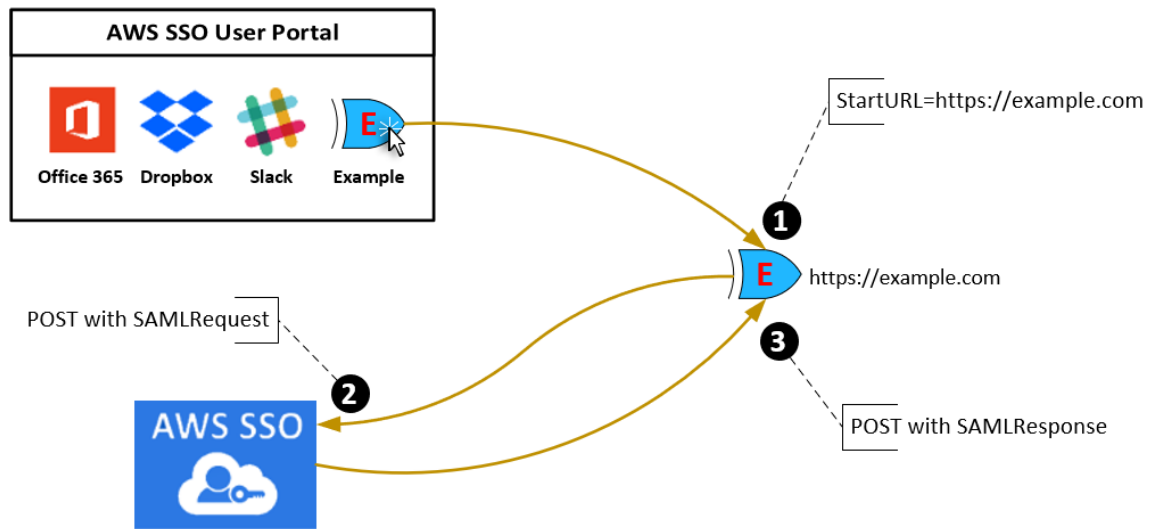 AWS SSO User Portal
E
Office 365 Dropbox Slack Example
StartURL=https://example.com
1
E https://example.com
POST with SAMLRequest
2
3
AWS SSO
POST with SAMLResponse